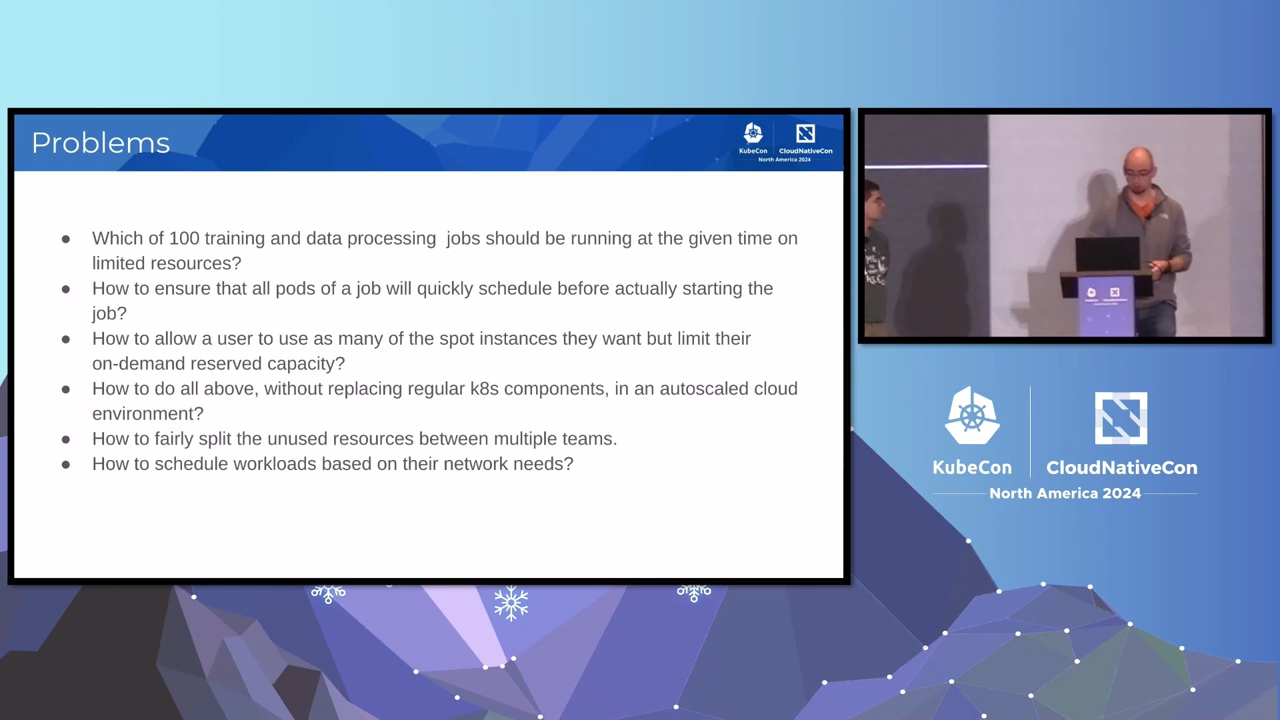 Problems
KubeCon
CloudNativeCon
North America 2024
● Which of 100 training and data processing  jobs should be running at the given time on
limited resources?
● How to ensure that all pods of a job will quickly schedule before actually starting the
job?
● How to allow a user to use as many of the spot instances they want but limit their
on-demand reserved capacity?
● How to do all above, without replacing regular k8s components, in an autoscaled cloud
environment?
● How to fairly split the unused resources between multiple teams.
● How to schedule workloads based on their network needs?
KubeCon
CloudNativeCon
North America 2024